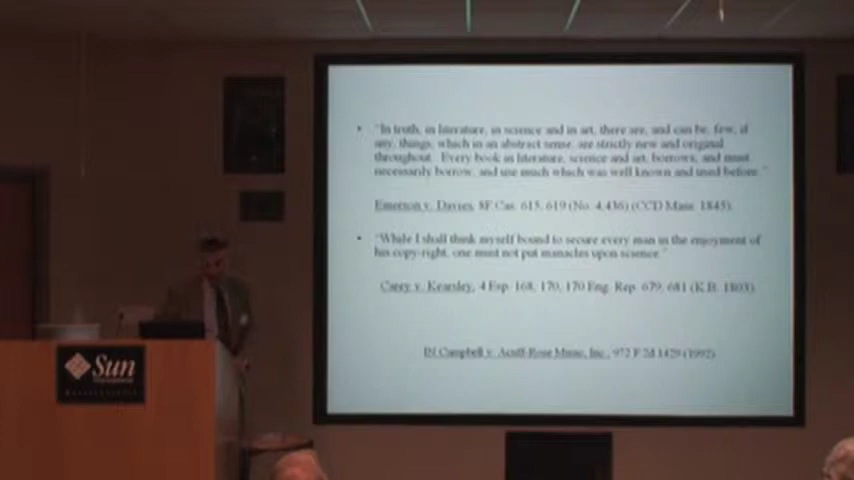 • "In truth, in literature, in science and in art, there are, and can be, few, if
any, things, which in an abstract sense, are strictly new and original
throughout. Every book in literature, science and art, borrows, and must
necessarily borrow, and use much which was well known and used before."
Emerson v. Davies, 8F Cas. 615, 619 (No. 4,436) (CCD Mass. 1845)
• "While I shall think myself bound to secure every man in the enjoyment of
his copy-right, one must not put manacles upon science."
Carey v. Kearsley, 4 Esp. 168, 170, 170 Eng. Rep. 679, 681 (K.B. 1803)
IN Campbell v. Acuff-Rose Music, Inc., 972 F 2d 1429 (1992)
Sun